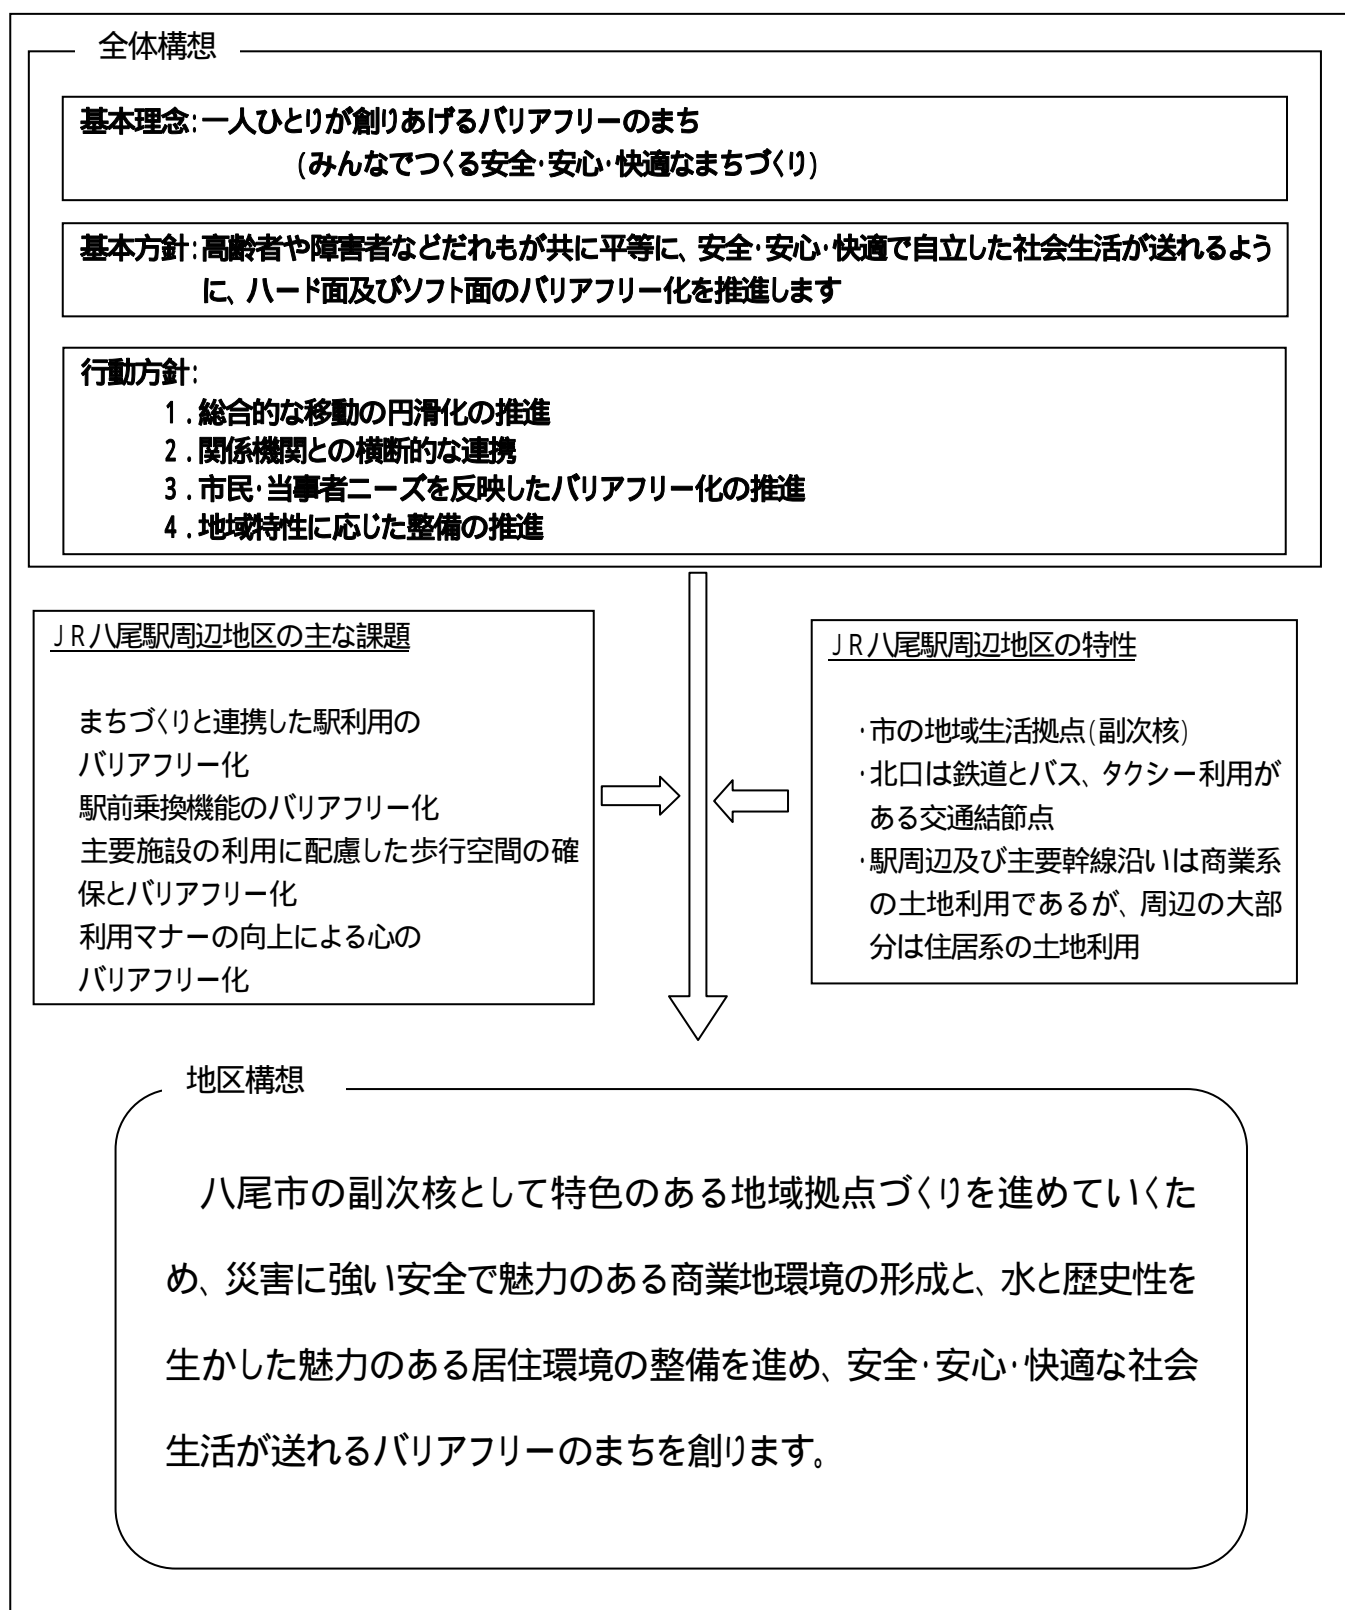 全体構想
基本理念:一人ひとりが創りあげるバリアフリーのまち
(みんなでつくる安全・安心・快適なまちづくり)
基本方針:高齢者や障害者などだれもが共に平等に、安全・安心・快適で自立した社会生活が送れるよう
に、ハード面及びソフト面のバリアフリー化を推進します
行動方針:
1.総合的な移動の円滑化の推進
2.関係機関との横断的な連携
3.市民・当事者ニーズを反映したバリアフリー化の推進
4.地域特性に応じた整備の推進
JR八尾駅周辺地区の主な課題
まちづくりと連携した駅利用の
バリアフリー化
駅前乗換機能のバリアフリー化
主要施設の利用に配慮した歩行空間の確
保とバリアフリー化
利用マナーの向上による心の
バリアフリー化
JR八尾駅周辺地区の特性
・市の地域生活拠点(副次核)
・北口は鉄道とバス、タクシー利用が
ある交通結節点
・駅周辺及び主要幹線沿いは商業系
の土地利用であるが、周辺の大部
分は住居系の土地利用
地区構想
八尾市の副次核として特色のある地域拠点づくりを進めていくた
め、災害に強い安全で魅力のある商業地環境の形成と、水と歴史性を
生かした魅力のある居住環境の整備を進め、安全・安心・快適な社会
生活が送れるバリアフリーのまちを創ります。